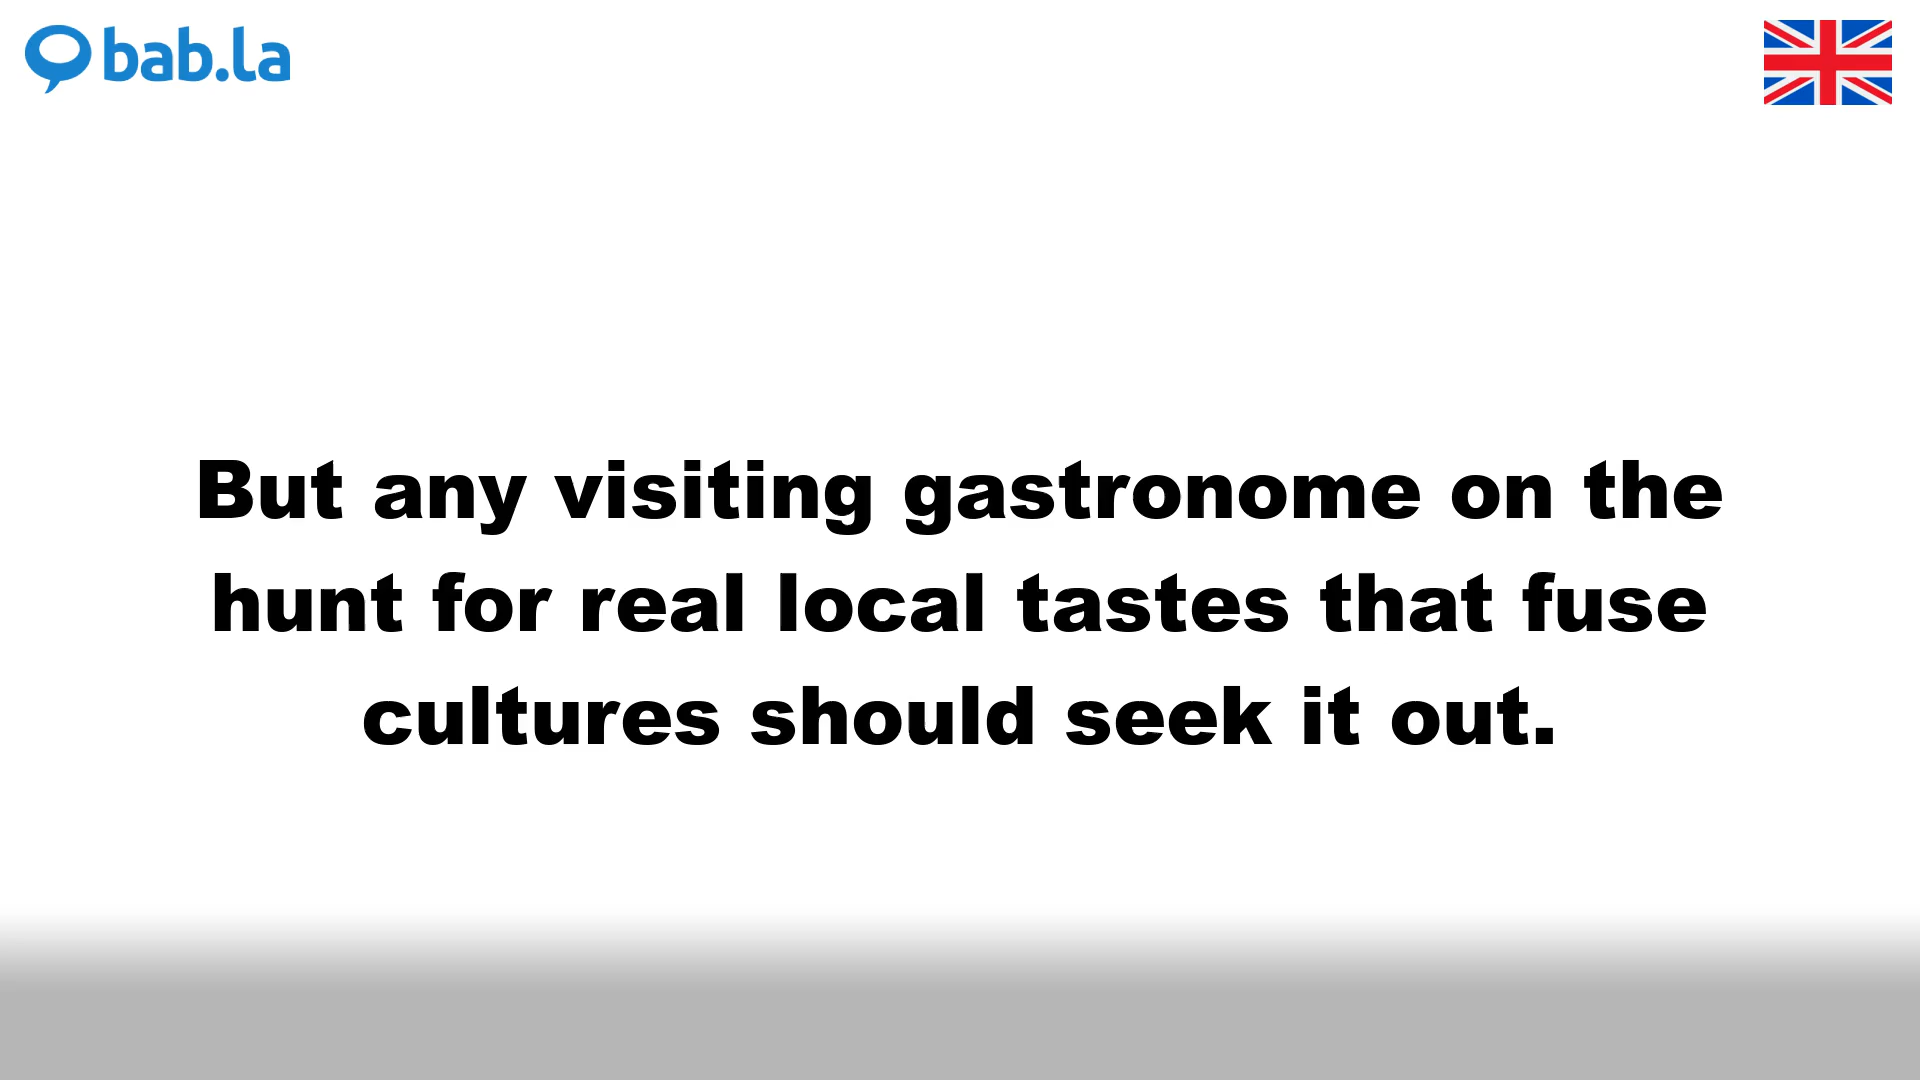 bab.la
But any visiting gastronome on the
hunt for real local tastes that fuse
cultures should seek it out.